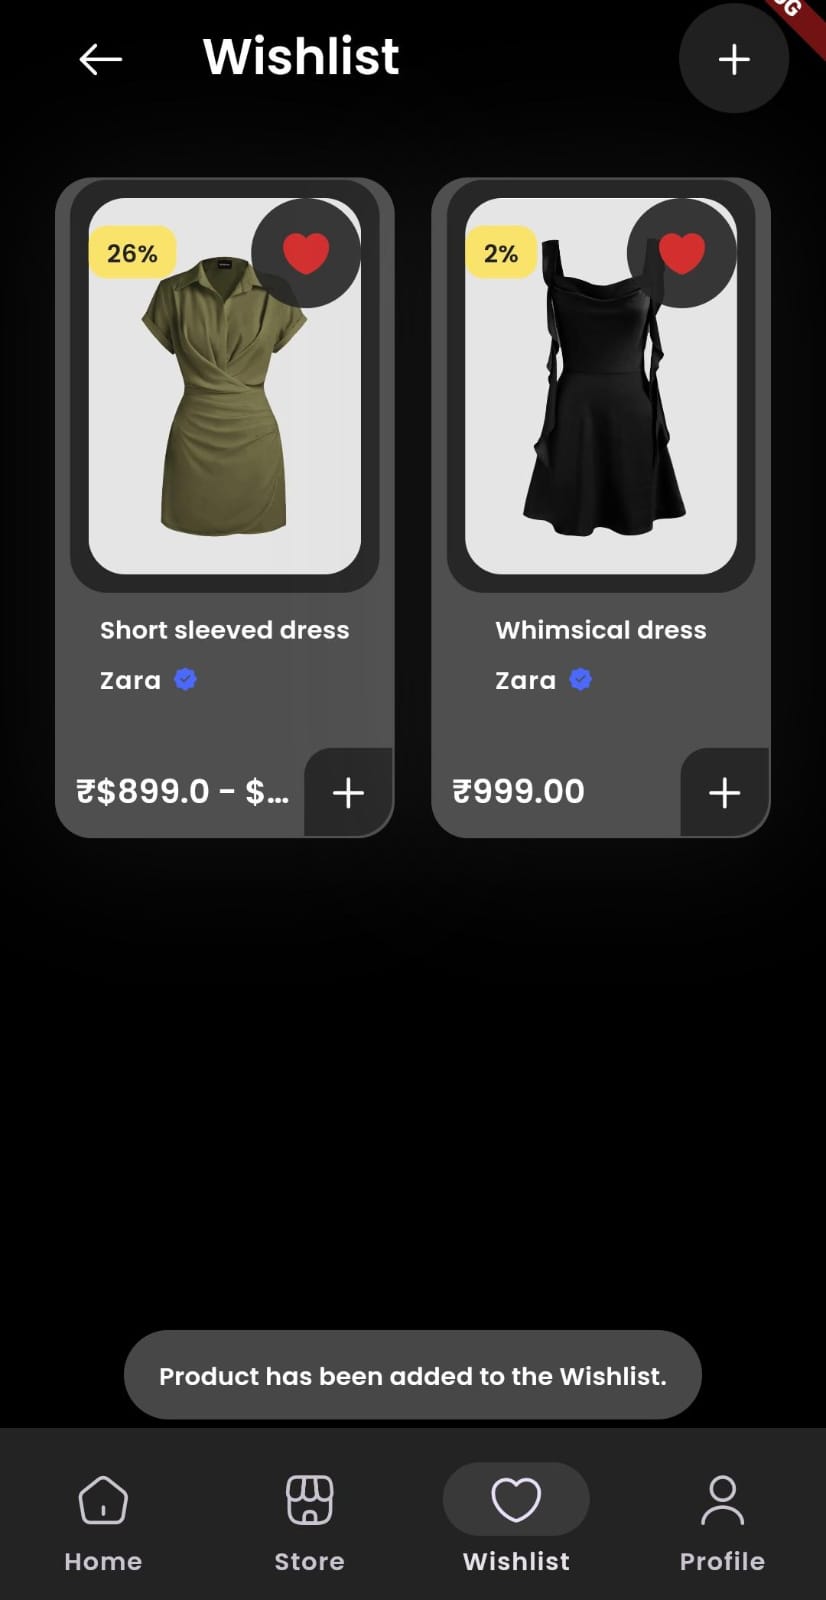 Wishlist
26%
2%
Short sleeved dress
Whimsical dress
Zara
Zara
₹$899.0 - $...
₹999.00
Product has been added to the Wishlist.
Home
Store
Wishlist
Profile